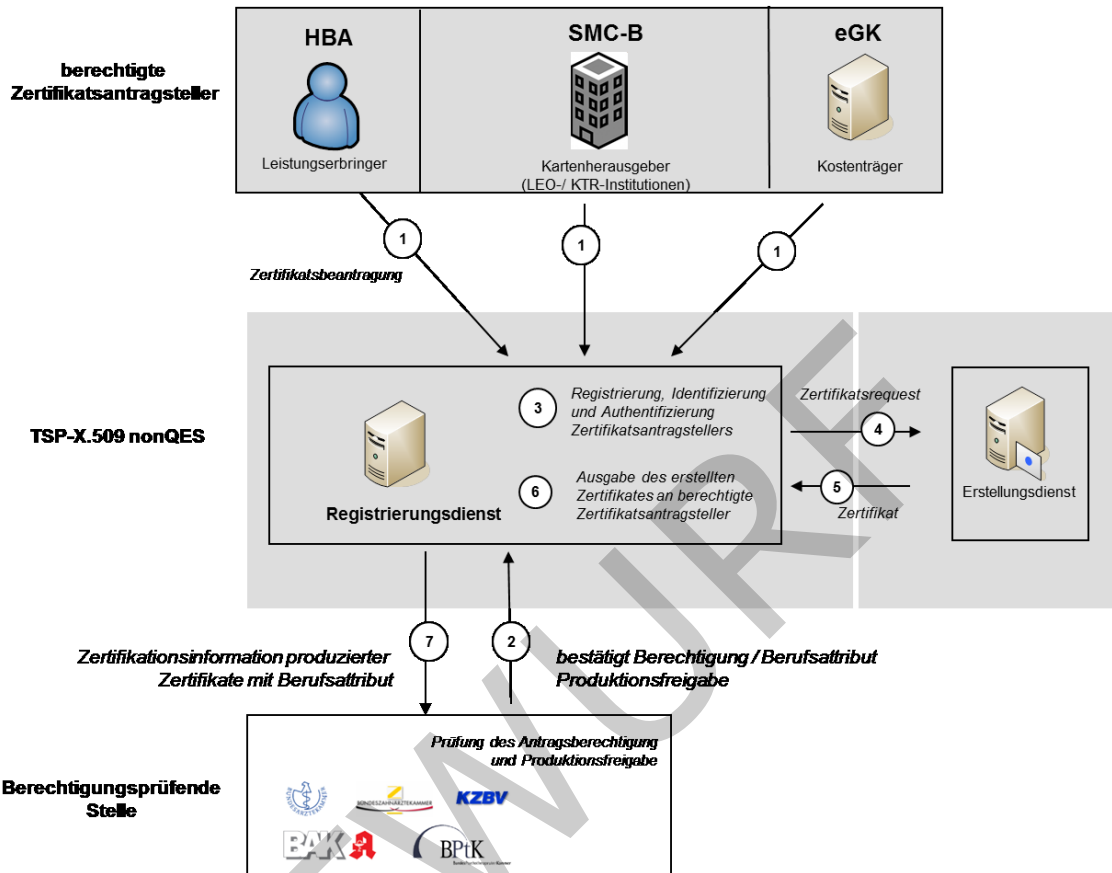 HBA
SMC-B
eGK
berechtigte
Zertifikatsantragsteller
Leistungserbringer
Kartenherausgeber
(LEO-/ KTR-Institutionen)
Kostenträger
1
1
1
Zertifikatsbeantragung
TSP-X.509 nonQES
3
Registrierung, Identifizierung
und Authentifizierung
Zertifikatsantragstellers
6
Ausgabe des erstellten
Zertifikates an berechtigte
Zertifikatsantragsteller
Registrierungsdienst
Zertifikatsrequest
4
5
Zertifikat
Erstellungsdienst
7
2
Zertifikationsinformation produzierter
Zertifikate mit Berufsattribut
bestätigt Berechtigung / Berufsattribut
Produktionsfreigabe
Prüfung des Antragsberechtigung
und Produktionsfreigabe
Berechtigungsprüfende
Stelle
BUNDESÄRZTEKAMMER
BUNDESZAHNÄRZTEKAMMER
KZBV
BAK
BPtK
WURF